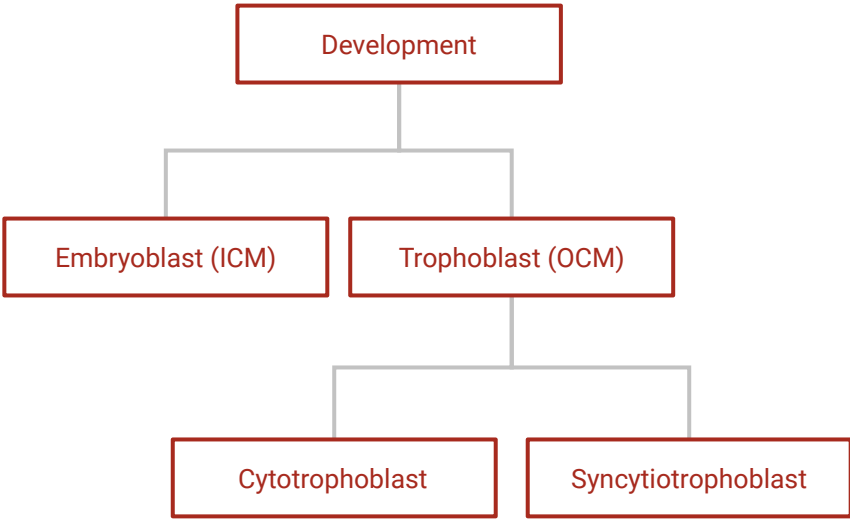 Development
Embryoblast (ICM)
Trophoblast (OCM)
Cytotrophoblast
Syncytiotrophoblast